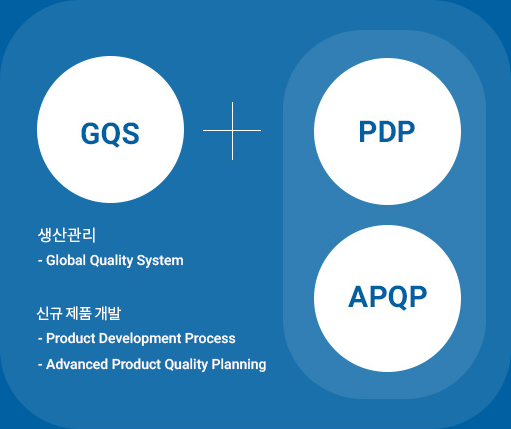 GQS
PDP
APQP
생산관리
- Global Quality System
신규 제품 개발
- Product Development Process
- Advanced Product Quality Planning